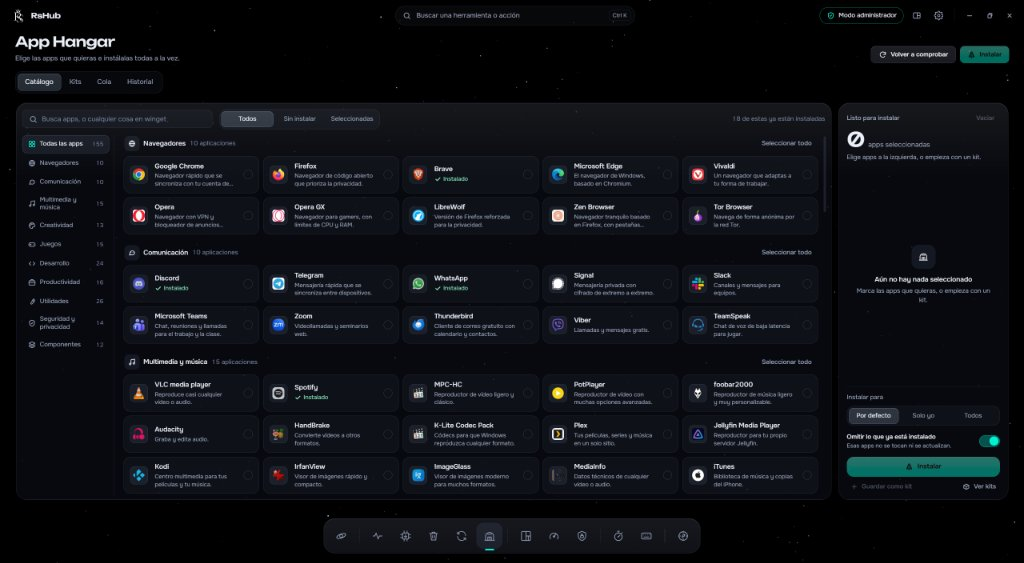 RsHub
Buscar una herramienta o acción
Ctrl K
Modo administrador
App Hangar
Elige las apps que quieras e instálalas todas a la vez.
Volver a comprobar
Instalar
Catálogo
Kits
Cola
Historial
Busca apps, o cualquier cosa en winget
Todos
Sin instalar
Seleccionadas
18 de estas ya están instaladas
Todas las apps 155
Navegadores 10
Comunicación 10
Multimedia y
música 15
Creatividad 13
Juegos 15
Desarrollo 24
Productividad 16
Utilidades 26
Seguridad y
privacidad 14
Componentes 12
Navegadores 10 aplicaciones
Seleccionar todo
Google Chrome
Navegador rápido que se
sincroniza con tu cuenta de...
Firefox
Navegador de código abierto
que prioriza la privacidad.
Brave
Instalado
Microsoft Edge
El navegador de Windows,
basado en Chromium.
Vivaldi
Un navegador que adaptas a
tu forma de trabajar.
Opera
Navegador con VPN y
bloqueador de anuncios...
Opera GX
Navegador para gamers, con
límites de CPU y RAM.
LibreWolf
Versión de Firefox reforzada
para la privacidad.
Zen Browser
Navegador tranquilo basado
en Firefox, con pestañas...
Tor Browser
Navega de forma anónima por
la red Tor.
Comunicación 10 aplicaciones
Seleccionar todo
Discord
Instalado
Telegram
Mensajería rápida que se
sincroniza entre dispositivos.
WhatsApp
Instalado
Signal
Mensajería privada con
cifrado de extremo a extremo.
Slack
Canales y mensajes para
equipos.
Microsoft Teams
Chat, reuniones y llamadas
para el trabajo y la clase.
Zoom
Videollamadas y seminarios
web.
Thunderbird
Cliente de correo gratuito con
calendario y contactos.
Viber
Llamadas y mensajes gratis.
TeamSpeak
Chat de voz de baja latencia
para jugar.
Multimedia y música 15 aplicaciones
Seleccionar todo
VLC media player
Reproduce casi cualquier
vídeo o audio.
Spotify
Instalado
MPC-HC
Reproductor de vídeo ligero y
clásico.
PotPlayer
Reproductor de vídeo con
muchas opciones avanzadas.
foobar2000
Reproductor de música ligero
y muy personalizable.
Audacity
Graba y edita audio.
HandBrake
Convierte vídeos a otros
formatos.
K-Lite Codec Pack
Códecs para que Windows
reproduzca cualquier formato.
Plex
Tus películas, series y música
en un solo sitio.
Jellyfin Media Player
Reproductor para tu propio
servidor Jellyfin.
Kodi
Centro multimedia para tus
películas y tu música.
IrfanView
Visor de imágenes rápido y
compacto.
ImageGlass
Visor de imágenes moderno
para muchos formatos.
MediaInfo
Datos técnicos de cualquier
vídeo o audio.
iTunes
Biblioteca de música y copias
del iPhone.
Listo para instalar
Vaciar
0 apps seleccionadas
Elige apps a la izquierda, o empieza con un kit.
Aún no hay nada seleccionado
Marca las apps que quieras, o empieza con un
kit.
Instalar para
Por defecto
Solo yo
Todos
Omitir lo que ya está instalado
Esas apps no se tocan ni se actualizan.
Instalar
Guardar como kit
Ver kits